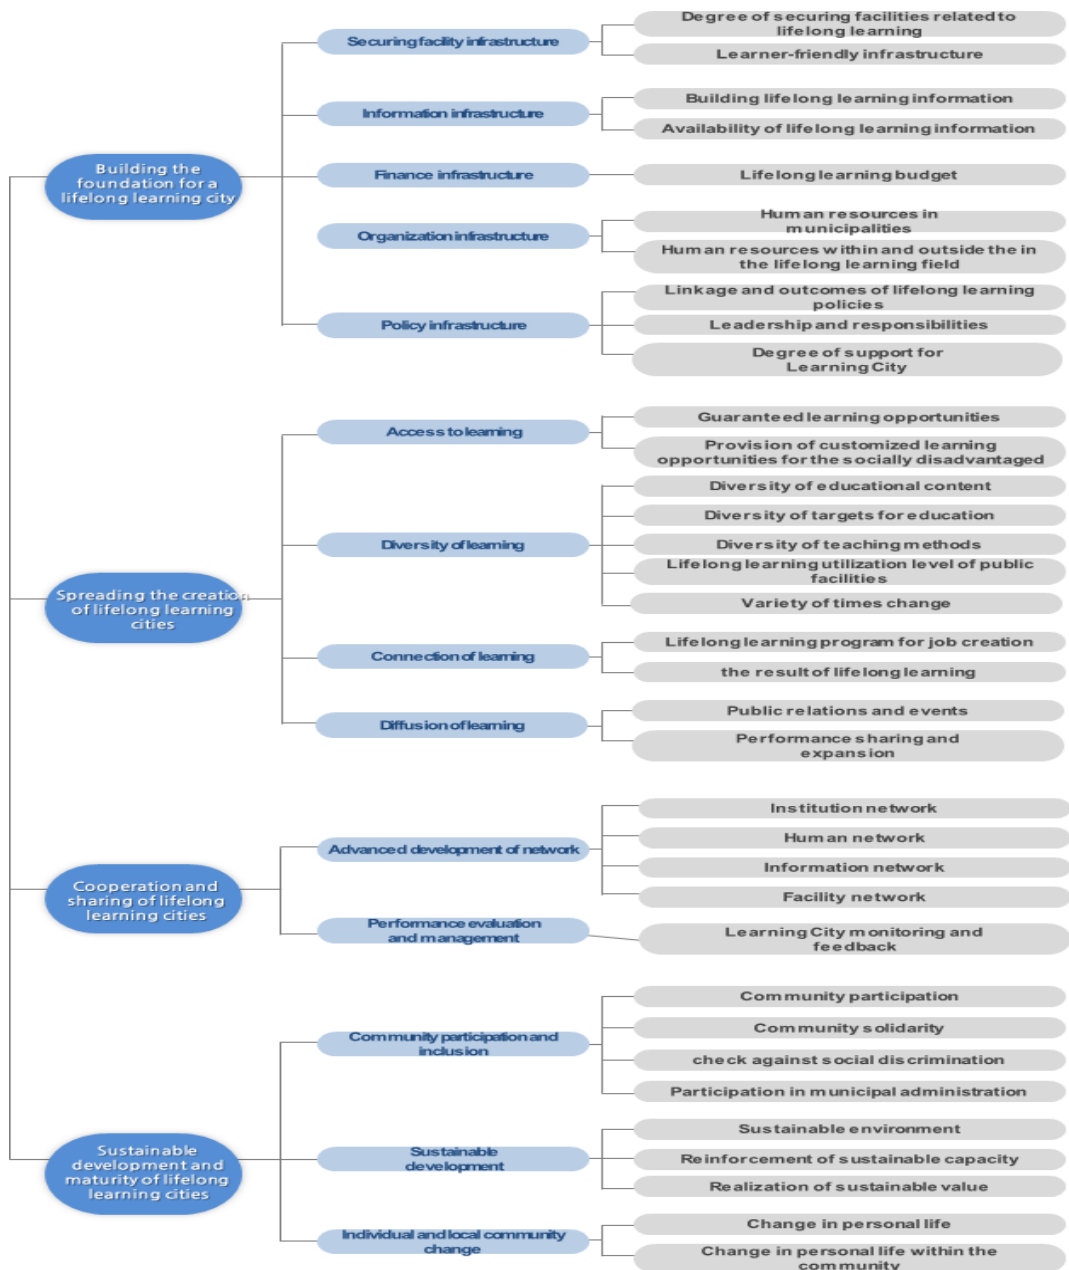 Building the
foundation for a
lifelong learning city
Securing facility infrastructure
Degree of securing facilities related to
lifelong learning
Learner-friendly infrastructure
Information infrastructure
Building lifelong learning information
Availability of lifelong learning information
Finance infrastructure
Lifelong learning budget
Organization infrastructure
Human resources in
municipalities
Human resources within and outside the in
the lifelong learning field
Policy infrastructure
Linkage and outcomes of lifelong learning
policies
Leadership and responsibilities
Degree of support for
Learning City
Spreading the creation
of lifelong learning
cities
Access to learning
Guaranteed learning opportunities
Provision of customized learning
opportunities for the socially disadvantaged
Diversity of learning
Diversity of educational content
Diversity of targets for education
Diversity of teaching methods
Lifelong learning utilization level of public
facilities
Variety of times change
Connection of learning
Lifelong learning program for job creation
the result of lifelong learning
Diffusion of learning
Public relations and events
Performance sharing and
expansion
Cooperation and
sharing of lifelong
learning cities
Advanced development of network
Institution network
Human network
Information network
Facility network
Performance evaluation
and management
Learning City monitoring and
feedback
Sustainable
development and
maturity of lifelong
learning cities
Community participation and
inclusion
Community participation
Community solidarity
check against social discrimination
Participation in municipal administration
Sustainable
development
Sustainable environment
Reinforcement of sustainable capacity
Realization of sustainable value
Individual and local community
change
Change in personal life
Change in personal life within the
community